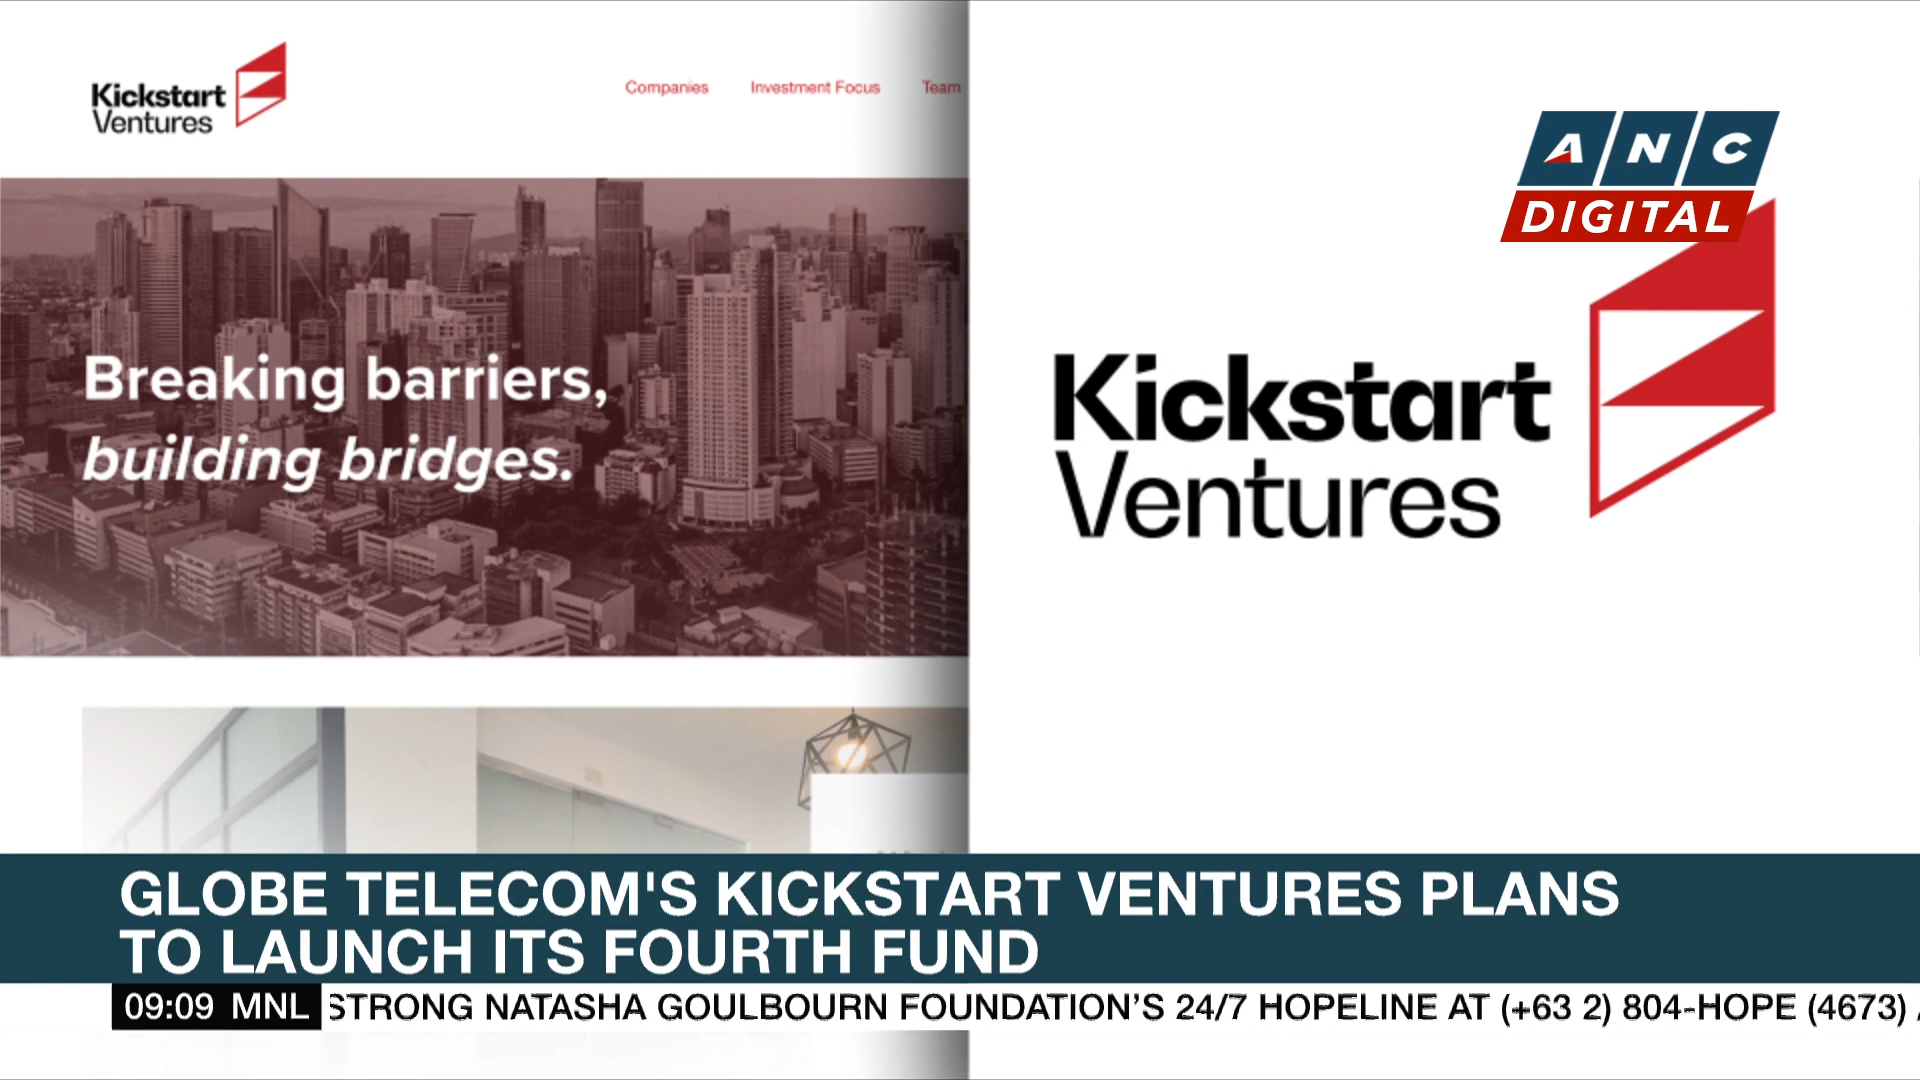 Kickstart
Ventures
Companies Investment Focus Team
Breaking barriers,
building bridges.
ANC
DIGITAL
Kickstart
Ventures
GLOBE TELECOM'S KICKSTART VENTURES PLANS
TO LAUNCH ITS FOURTH FUND
09:09 MNL STRONG NATASHA GOULBOURN FOUNDATION’S 24/7 HOPELINE AT (+63 2) 804-HOPE (4673)